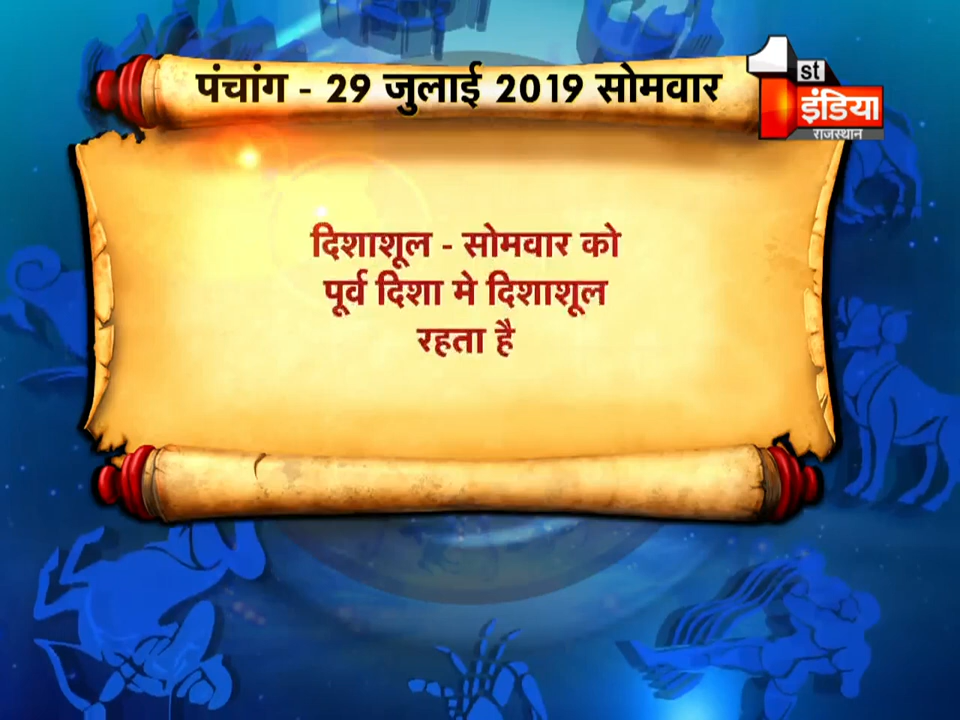 पंचांग - 29 जुलाई 2019 सोमवार
1st
इंडिया
राजस्थान
दिशाशूल - सोमवार को
पूर्व दिशा मे दिशाशूल
रहता है